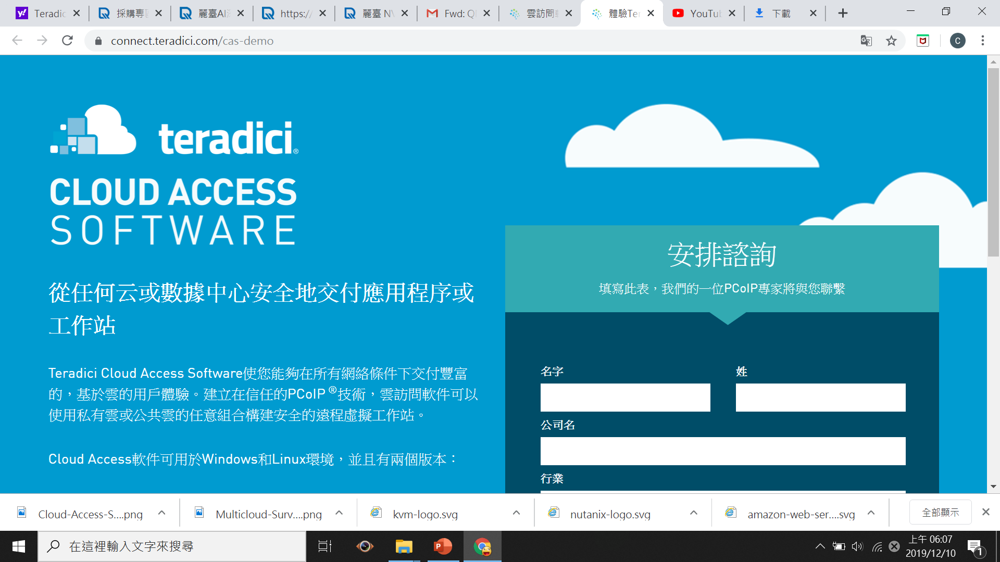 Teradic
採購專
麗臺AI
https://
麗臺 NV
Fwd: Q
雲訪問
體驗Ter
YouTub
下載
connect.teradici.com/cas-demo
C
teradici®
CLOUD ACCESS
SOFTWARE
從任何云或數據中心安全地交付應用程序或
工作站
Teradici Cloud Access Software使您能夠在所有網絡條件下交付豐富
的，基於雲的用戶體驗。建立在信任的PCoIP ®技術，雲訪問軟件可以
使用私有雲或公共雲的任意組合構建安全的遠程虛擬工作站。
Cloud Access軟件可用於Windows和Linux環境，並且有兩個版本：
安排諮詢
填寫此表，我們的一位PCoIP專家將與您聯繫
名字
姓
公司名
行業
Cloud-Access-S....png
Multicloud-Surv....png
kvm-logo.svg
nutanix-logo.svg
amazon-web-ser....svg
全部顯示
在這裡輸入文字來搜尋
上午 06:07
2019/12/10
1